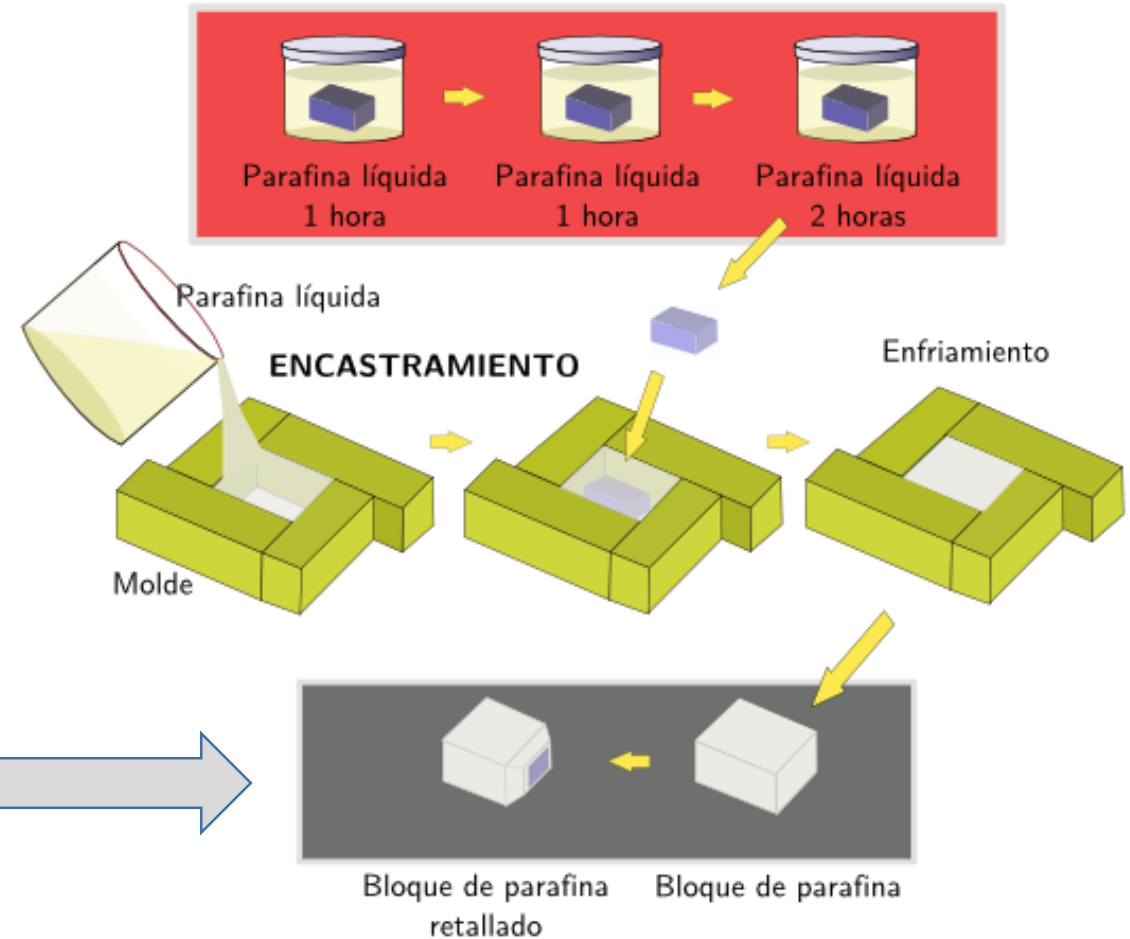 Parafina líquida
1 hora
Parafina líquida
1 hora
Parafina líquida
2 horas
Parafina líquida
ENCASTRAMIENTO
Enfriamiento
Molde
Bloque de parafina
retallado
Bloque de parafina